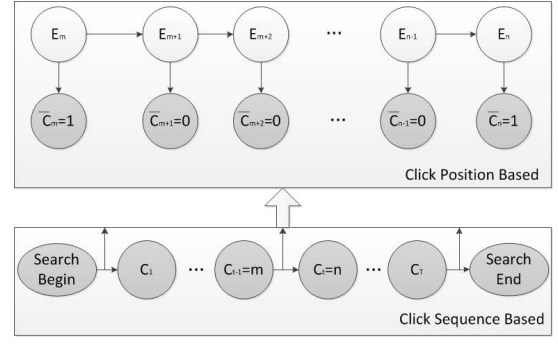 Eₘ Eₘ₊₁ Eₘ₊₂ ... Eₙ₋₁ Eₙ
C̅ₘ=1 C̅ₘ₊₁=0 C̅ₘ₊₂=0 ... C̅ₙ₋₁=0 C̅ₙ=1
Click Position Based
Search Begin C₁ ... Cₜ₋₁=m Cₜ=n ... C_T Search End
Click Sequence Based